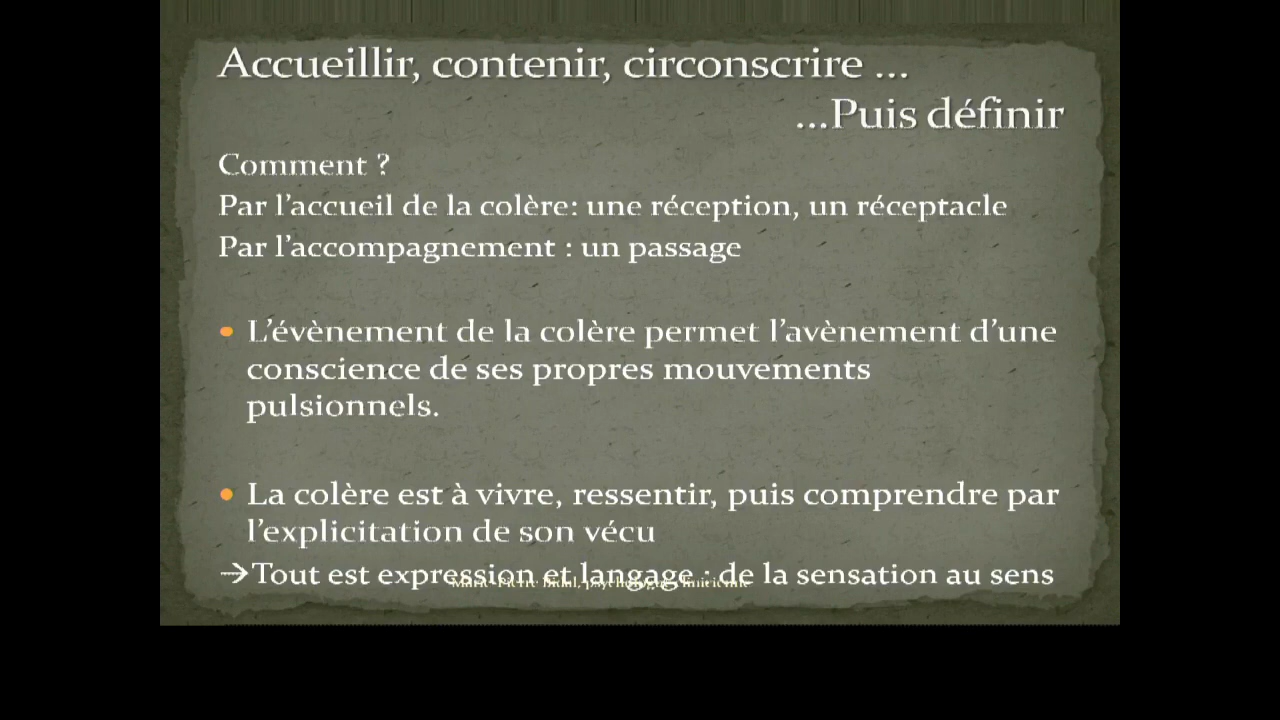 Accueillir, contenir, circonscrire ...
...Puis définir
Comment ?
Par l’accueil de la colère: une réception, un réceptacle
Par l’accompagnement : un passage
• L’évènement de la colère permet l’avènement d’une
conscience de ses propres mouvements
pulsionnels.
• La colère est à vivre, ressentir, puis comprendre par
l’explicitation de son vécu
→Tout est expression et langage : de la sensation au sens